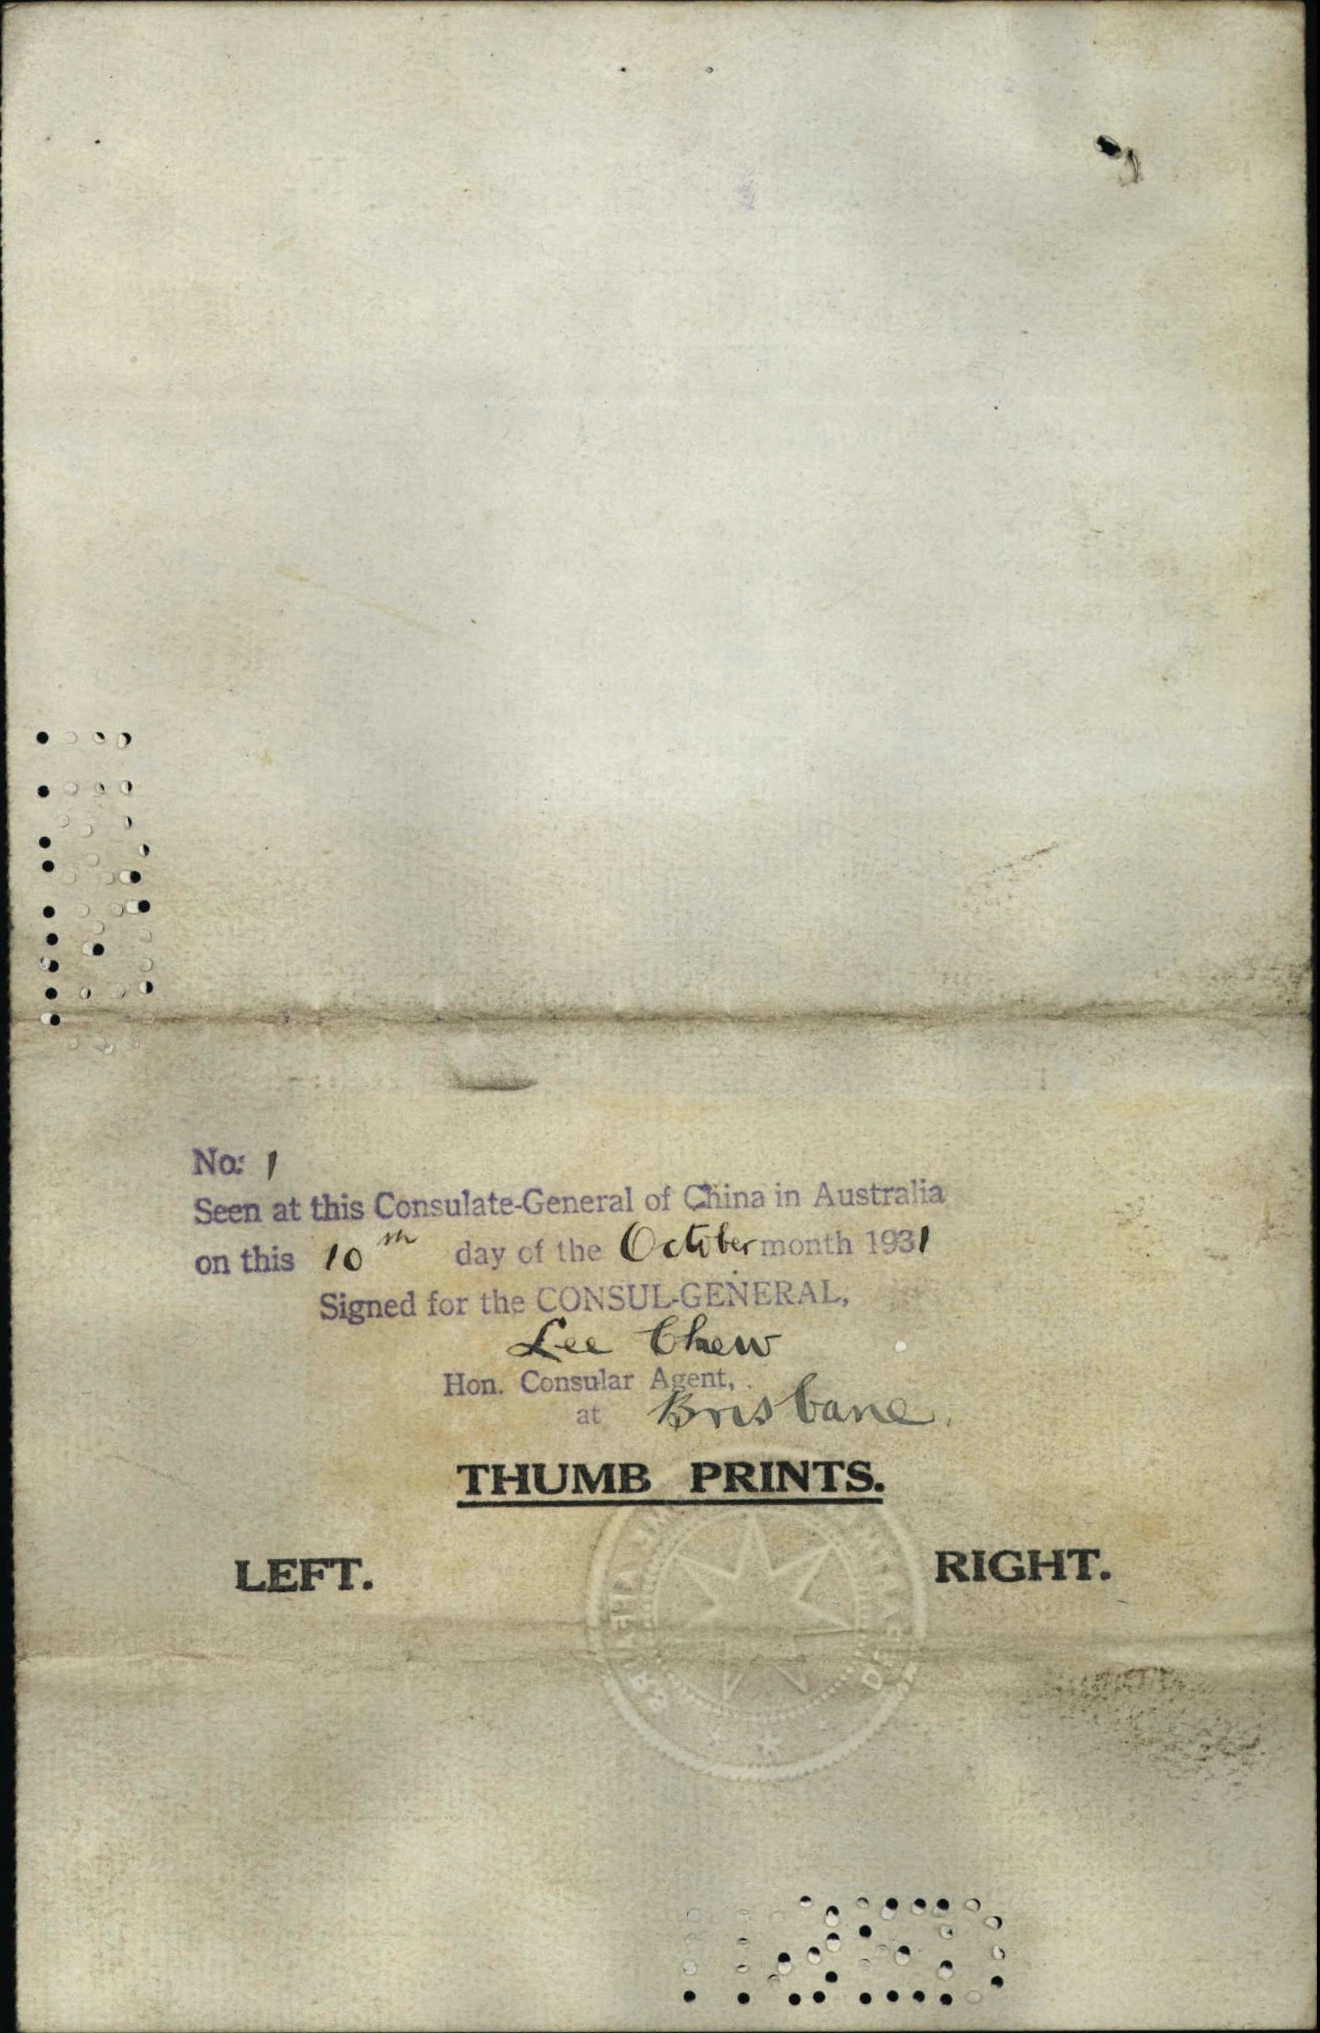 No: 1
Seen at this Consulate-General of China in Australia
on this 10th day of the October month 1931
Signed for the CONSUL-GENERAL,
Lee Chew
Hon. Consular Agent,
at Brisbane.
THUMB PRINTS.
LEFT.
RIGHT.